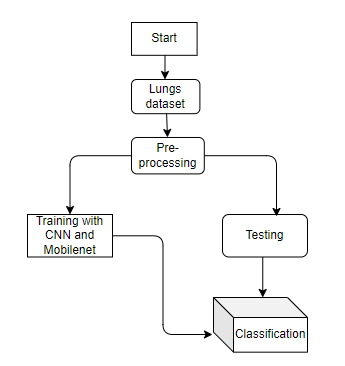 Start
Lungs
dataset
Pre-
processing
Training with
CNN and
Mobilenet
Testing
Classification